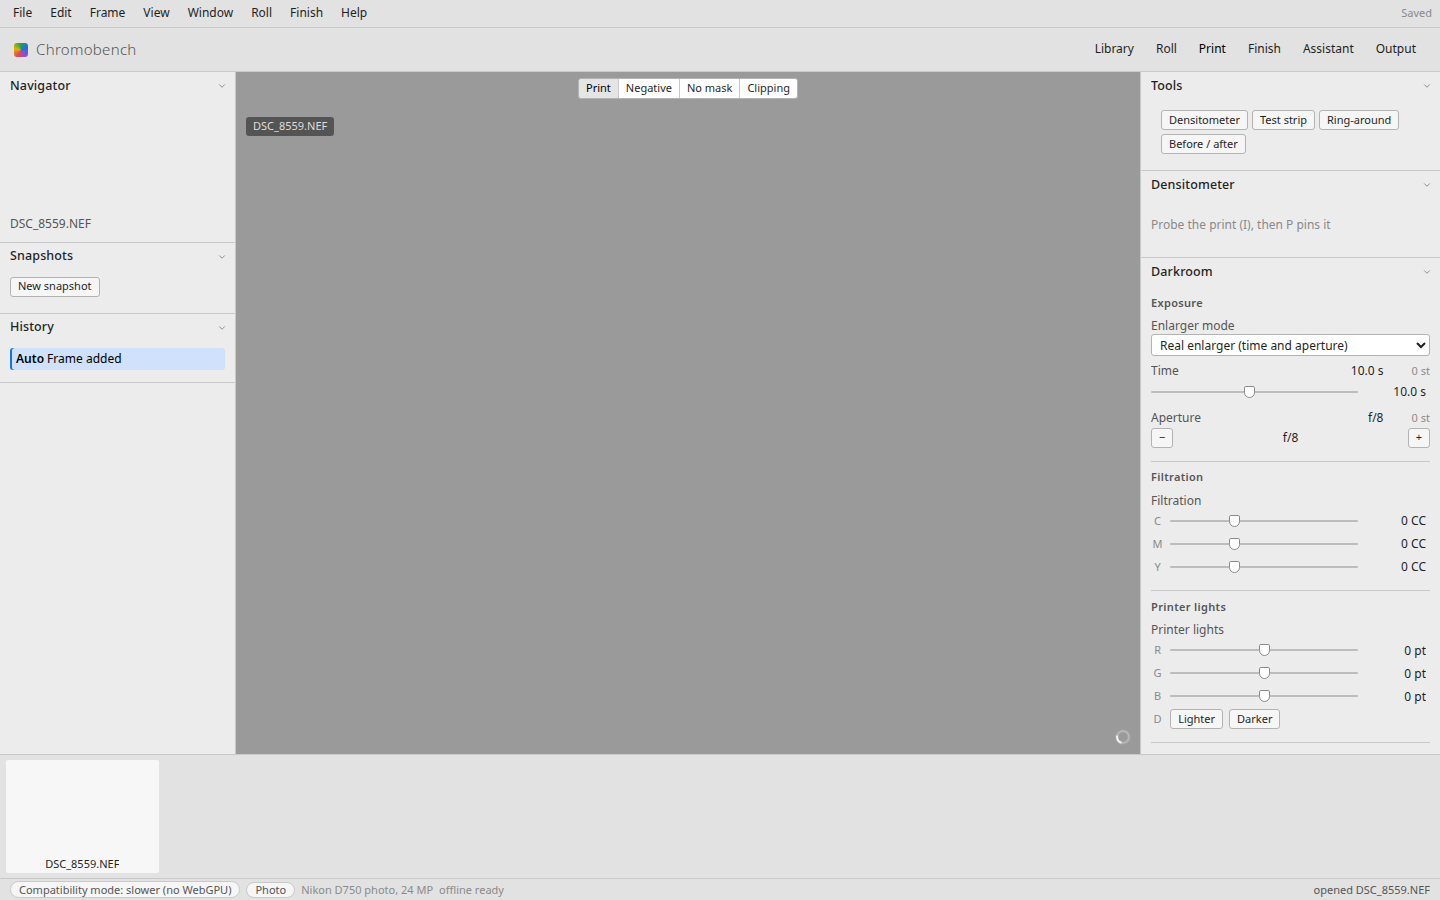 File Edit Frame View Window Roll Finish Help Saved
Chromobench Library Roll Print Finish Assistant Output
Navigator
DSC_8559.NEF
Snapshots
New snapshot
History
Auto Frame added
Print Negative No mask Clipping
DSC_8559.NEF
Tools
Densitometer Test strip Ring-around
Before / after
Densitometer
Probe the print (I), then P pins it
Darkroom
Exposure
Enlarger mode
Real enlarger (time and aperture)
Time 10.0 s 0 st
10.0 s
Aperture f/8 0 st
− f/8 +
Filtration
Filtration
C 0 CC
M 0 CC
Y 0 CC
Printer lights
Printer lights
R 0 pt
G 0 pt
B 0 pt
D Lighter Darker
DSC_8559.NEF
Compatibility mode: slower (no WebGPU) Photo Nikon D750 photo, 24 MP offline ready opened DSC_8559.NEF